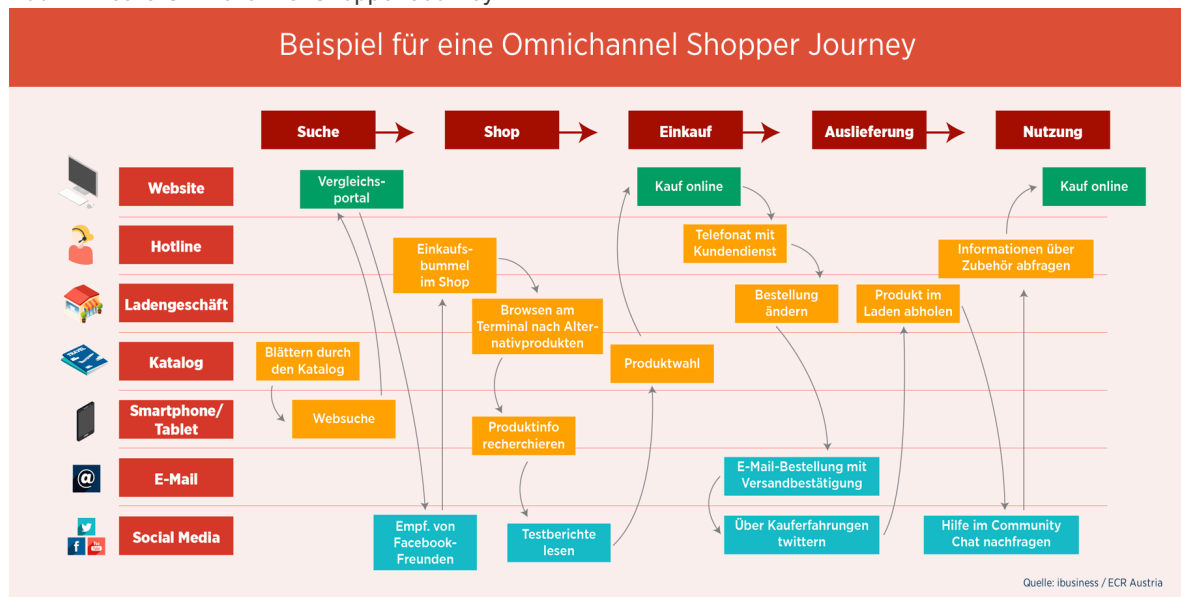 Beispiel für eine Omnichannel Shopper Journey
Suche
Shop
Einkauf
Auslieferung
Nutzung
Website
Vergleichs-
portal
Kauf online
Kauf online
Hotline
Einkaufs-
bummel
im Shop
Telefonat mit
Kundendienst
Informationen über
Zubehör abfragen
Ladengeschäft
Browsen am
Terminal nach Alter-
nativprodukten
Bestellung
ändern
Produkt im
Laden abholen
Katalog
Blättern durch
den Katalog
Produktwahl
Smartphone/
Tablet
Websuche
Produktinfo
recherchieren
@
E-Mail
E-Mail-Bestellung mit
Versandbestätigung
Social Media
Empf. von
Facebook-
Freunden
Testberichte
lesen
Über Kauferfahrungen
twittern
Hilfe im Community
Chat nachfragen
Quelle: ibusiness / ECR Austria